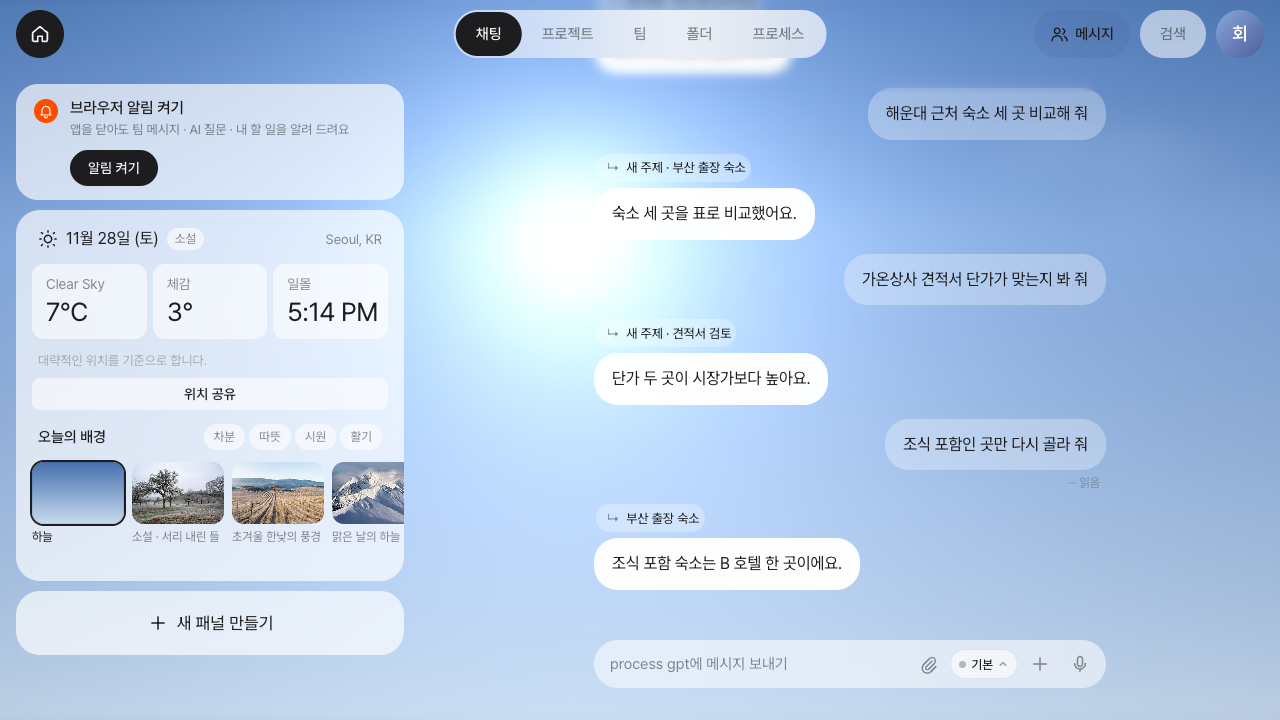 채팅
프로젝트
팀
폴더
프로세스
메시지
검색
회
브라우저 알림 켜기
앱을 닫아도 팀 메시지 · AI 질문 · 내 할 일을 알려 드려요
알림 켜기
11월 28일 (토)
소설
Seoul, KR
Clear Sky
7°C
체감
3°
일몰
5:14 PM
대략적인 위치를 기준으로 합니다.
위치 공유
오늘의 배경
차분
따뜻
시원
활기
하늘
소설 · 서리 내린 들
초겨울 한낮의 풍경
맑은 날의 하늘
새 패널 만들기
해운대 근처 숙소 세 곳 비교해 줘
새 주제 · 부산 출장 숙소
숙소 세 곳을 표로 비교했어요.
가온상사 견적서 단가가 맞는지 봐 줘
새 주제 · 견적서 검토
단가 두 곳이 시장가보다 높아요.
조식 포함인 곳만 다시 골라 줘
··· 읽음
부산 출장 숙소
조식 포함 숙소는 B 호텔 한 곳이에요.
process gpt에 메시지 보내기
기본